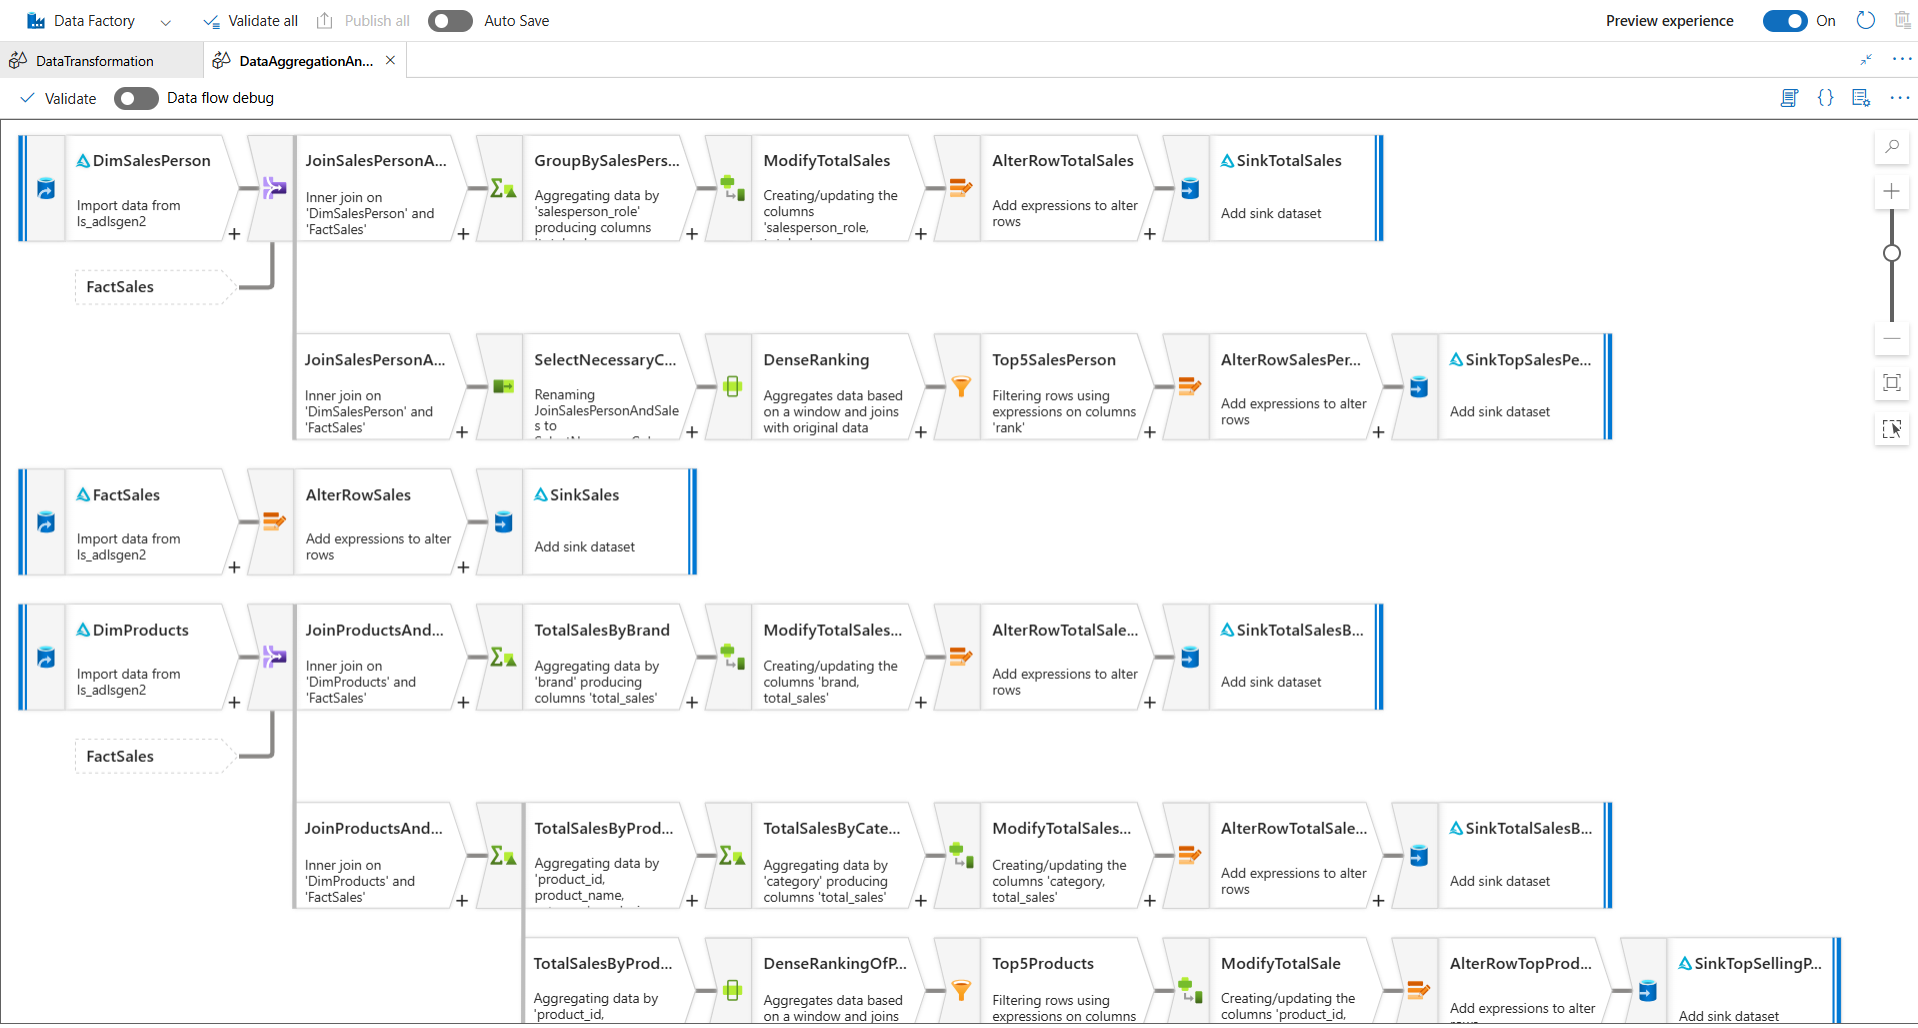 Data Factory
Validate all
Publish all
Auto Save
Preview experience
On
DataTransformation
DataAggregationAn...
Validate
Data flow debug
DimSalesPerson
Import data from
ls_adlsgen2
JoinSalesPersonA...
Inner join on
'DimSalesPerson' and
'FactSales'
GroupBySalesPers...
Aggregating data by
'salesperson_role'
producing columns
ModifyTotalSales
Creating/updating the
columns
'salesperson_role,
AlterRowTotalSales
Add expressions to alter
rows
SinkTotalSales
Add sink dataset
FactSales
JoinSalesPersonA...
Inner join on
'DimSalesPerson' and
'FactSales'
SelectNecessaryC...
Renaming
JoinSalesPersonAndSale
s to
DenseRanking
Aggregates data based
on a window and joins
with original data
Top5SalesPerson
Filtering rows using
expressions on columns
'rank'
AlterRowSalesPer...
Add expressions to alter
rows
SinkTopSalesPe...
Add sink dataset
FactSales
Import data from
ls_adlsgen2
AlterRowSales
Add expressions to alter
rows
SinkSales
Add sink dataset
DimProducts
Import data from
ls_adlsgen2
JoinProductsAnd...
Inner join on
'DimProducts' and
'FactSales'
TotalSalesByBrand
Aggregating data by
'brand' producing
columns 'total_sales'
ModifyTotalSales...
Creating/updating the
columns 'brand,
total_sales'
AlterRowTotalSale...
Add expressions to alter
rows
SinkTotalSalesB...
Add sink dataset
FactSales
JoinProductsAnd...
Inner join on
'DimProducts' and
'FactSales'
TotalSalesByProd...
Aggregating data by
'product_id,
product_name,
TotalSalesByCate...
Aggregating data by
'category' producing
columns 'total_sales'
ModifyTotalSales...
Creating/updating the
columns 'category,
total_sales'
AlterRowTotalSale...
Add expressions to alter
rows
SinkTotalSalesB...
Add sink dataset
TotalSalesByProd...
Aggregating data by
'product_id,
DenseRankingOfP...
Aggregates data based
on a window and joins
Top5Products
Filtering rows using
expressions on columns
ModifyTotalSale
Creating/updating the
columns 'product_id,
AlterRowTopProd...
Add expressions to alter
SinkTopSellingP...
Add sink dataset